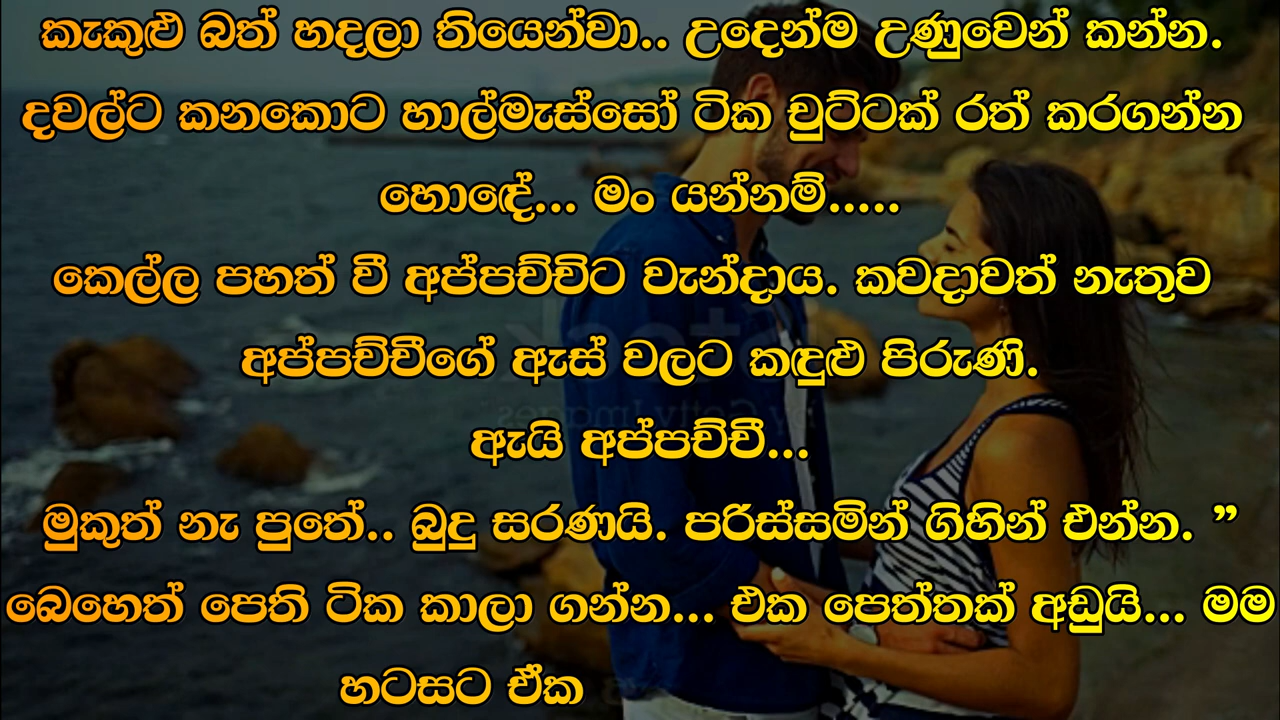 කැකුළු බත් හදලා තියෙන්වා.. උදෙන්ම උණුවෙන් කන්න.
දවල්ට කනකොට හාල්මැස්සෝ ටික චුට්ටක් රත් කරගන්න
හොඳේ... මං යන්නම්.....
කෙල්ල පහත් වී අප්පච්චිට වැන්දාය. කවදාවත් නැතුව
අප්පච්චීගේ ඇස් වලට කඳුළු පිරුණි.
ඇයි අප්පච්චී...
මුකුත් නෑ පුතේ.. බුදු සරණයි. පරිස්සමින් ගිහින් එන්න. ”
බෙහෙත් පෙති ටික කාලා ගන්න... එක පෙත්තක් අඩුයි... මම
හටසට ඒක